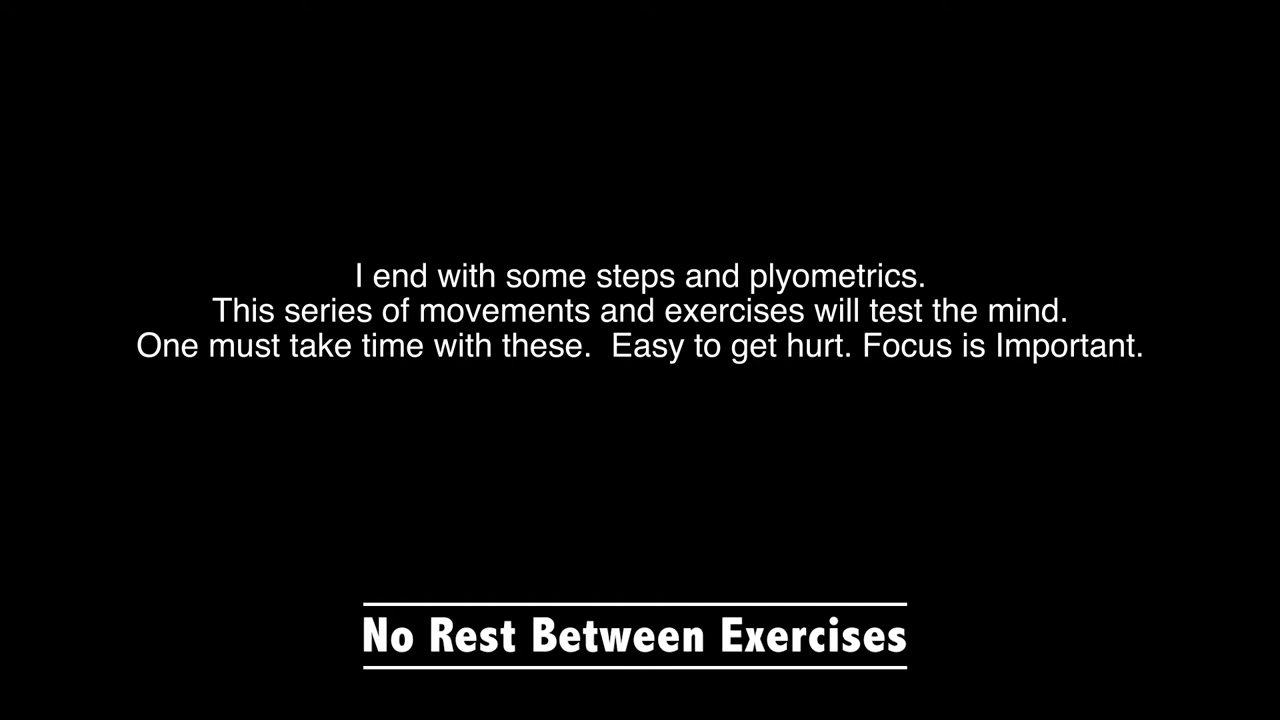 I end with some steps and plyometrics.
This series of movements and exercises will test the mind.
One must take time with these.  Easy to get hurt. Focus is Important.
No Rest Between Exercises